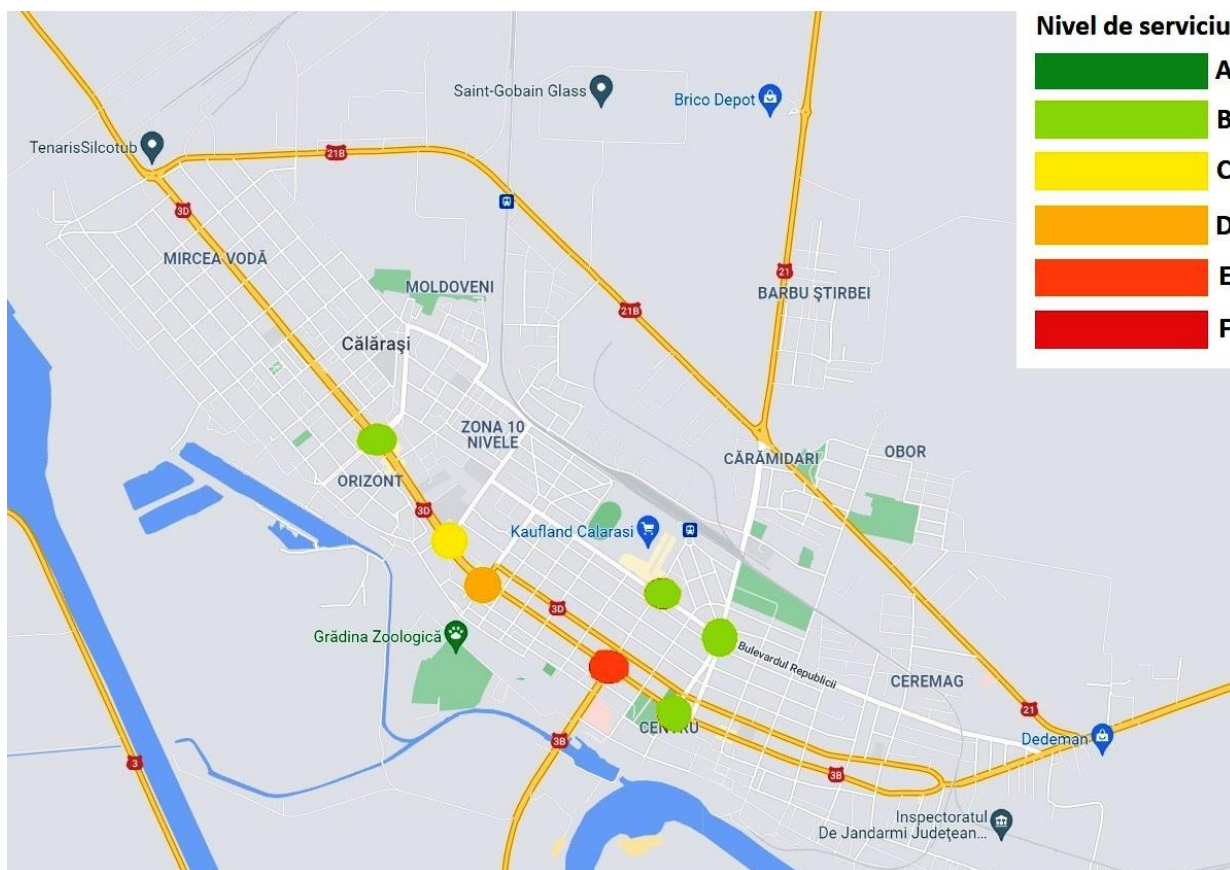 Nivel de serviciu
A
B
C
D
E
F
Saint-Gobain Glass
Brico Depot
TenarisSilcotub
21B
3D
MIRCEA VODĂ
MOLDOVENI
21
BARBU ŞTIRBEI
21B
Călăraşi
ZONA 10
NIVELE
CĂRĂMIDARI
OBOR
ORIZONT
3D
Kaufland Calarasi
3D
Grădina Zoologică
Bulevardul Republicii
CEREMAG
21
CENTRU
3B
Dedeman
3
3B
Inspectoratul
De Jandarmi Județean...